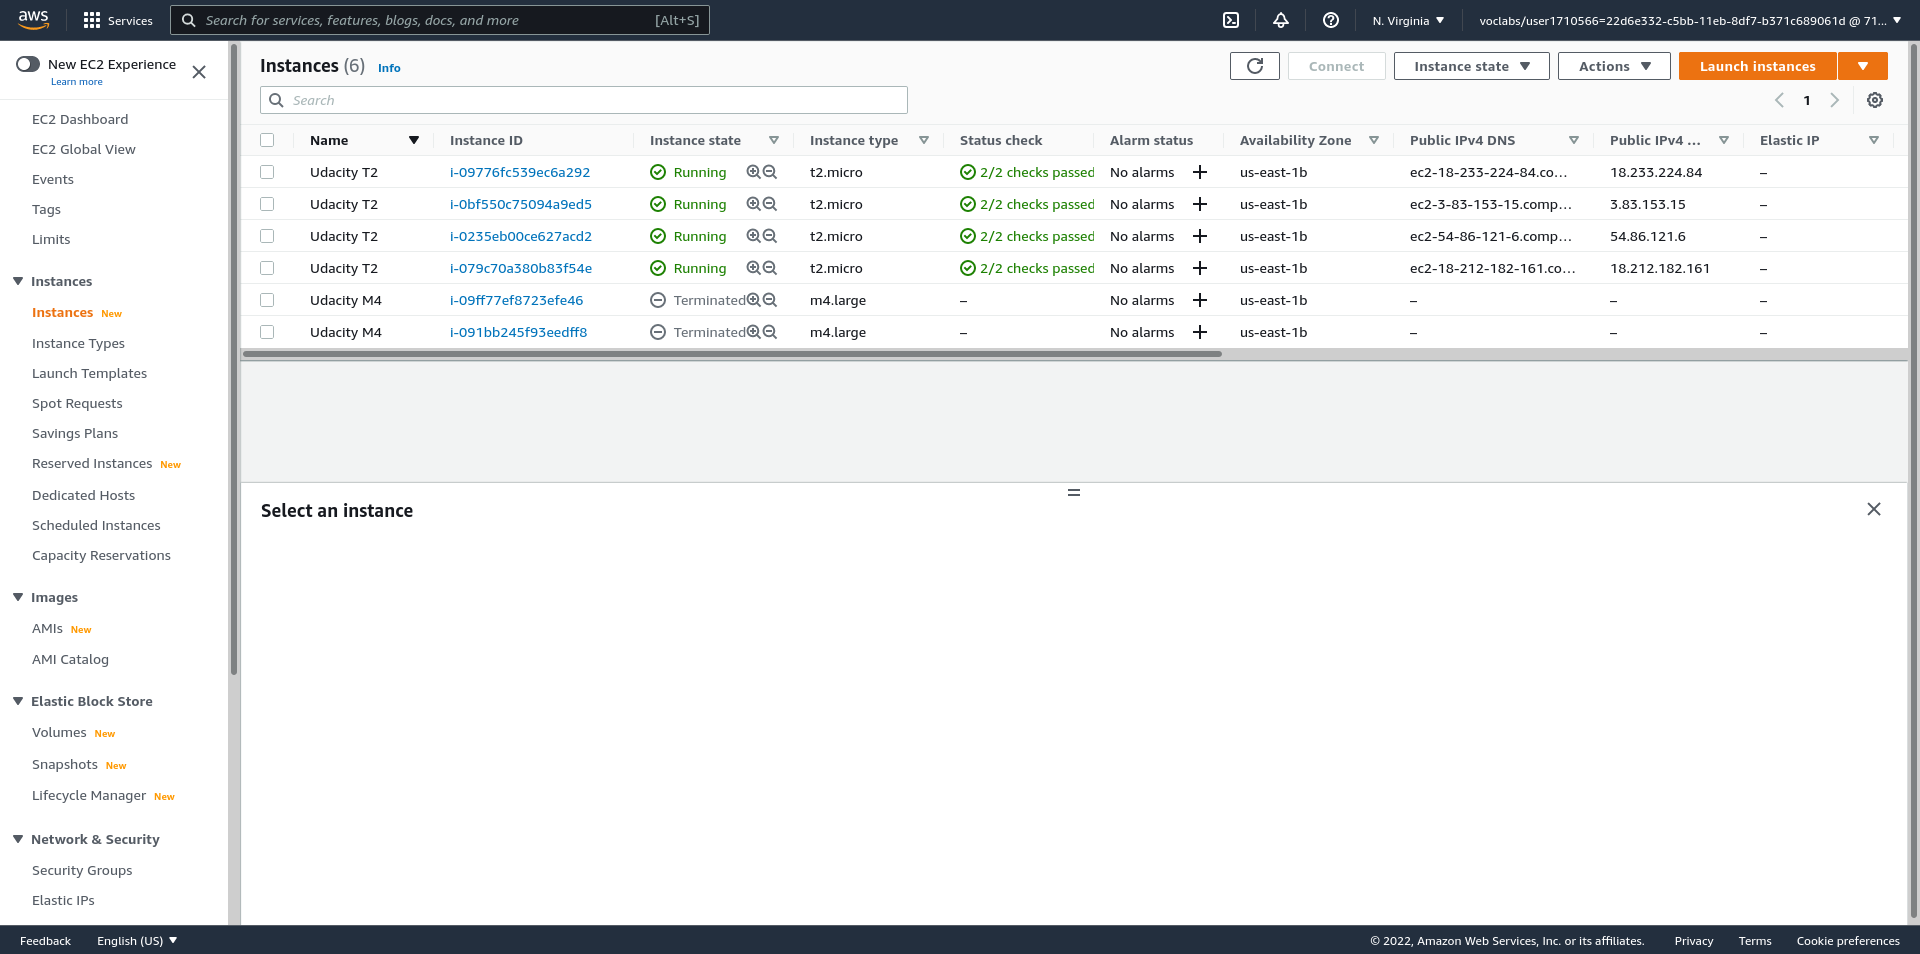 aws Services Search for services, features, blogs, docs, and more [Alt+S] N. Virginia voclabs/user1710566=22d6e332-c5bb-11eb-8df7-b371c689061d @ 71...
New EC2 Experience
Learn more
EC2 Dashboard
EC2 Global View
Events
Tags
Limits
Instances
Instances New
Instance Types
Launch Templates
Spot Requests
Savings Plans
Reserved Instances New
Dedicated Hosts
Scheduled Instances
Capacity Reservations
Images
AMIs New
AMI Catalog
Elastic Block Store
Volumes New
Snapshots New
Lifecycle Manager New
Network & Security
Security Groups
Elastic IPs
Instances (6) Info Connect Instance state Actions Launch instances
Search 1
Name Instance ID Instance state Instance type Status check Alarm status Availability Zone Public IPv4 DNS Public IPv4 ... Elastic IP
Udacity T2 i-09776fc539ec6a292 Running t2.micro 2/2 checks passed No alarms us-east-1b ec2-18-233-224-84.co... 18.233.224.84 –
Udacity T2 i-0bf550c75094a9ed5 Running t2.micro 2/2 checks passed No alarms us-east-1b ec2-3-83-153-15.comp... 3.83.153.15 –
Udacity T2 i-0235eb00ce627acd2 Running t2.micro 2/2 checks passed No alarms us-east-1b ec2-54-86-121-6.comp... 54.86.121.6 –
Udacity T2 i-079c70a380b83f54e Running t2.micro 2/2 checks passed No alarms us-east-1b ec2-18-212-182-161.co... 18.212.182.161 –
Udacity M4 i-09ff77ef8723efe46 Terminated m4.large – No alarms us-east-1b – – –
Udacity M4 i-091bb245f93eedff8 Terminated m4.large – No alarms us-east-1b – – –
Select an instance
Feedback English (US) © 2022, Amazon Web Services, Inc. or its affiliates. Privacy Terms Cookie preferences